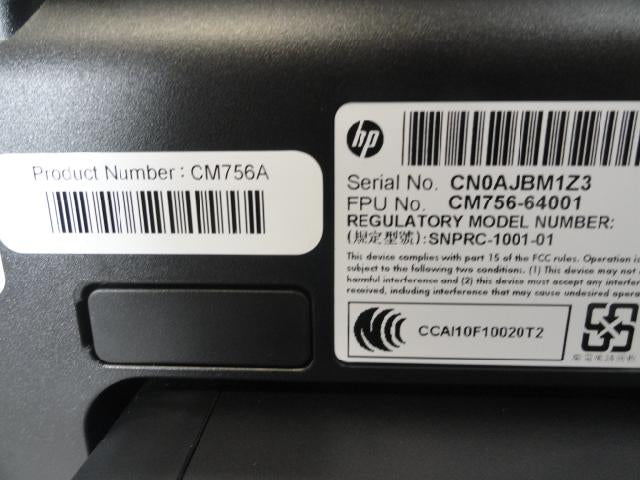 Product Number : CM756A
hp
Serial No. CN0AJBM1Z3
FPU No. CM756-64001
REGULATORY MODEL NUMBER:
(規定型號):SNPRC-1001-01
This device complies with part 15 of the FCC rules. Operation is
subject to the following two conditions. (1) This device may not
harmful interference and (2) this device must accept any interferen
received, including interference that may cause undesired opera
CCAI10F10020T2